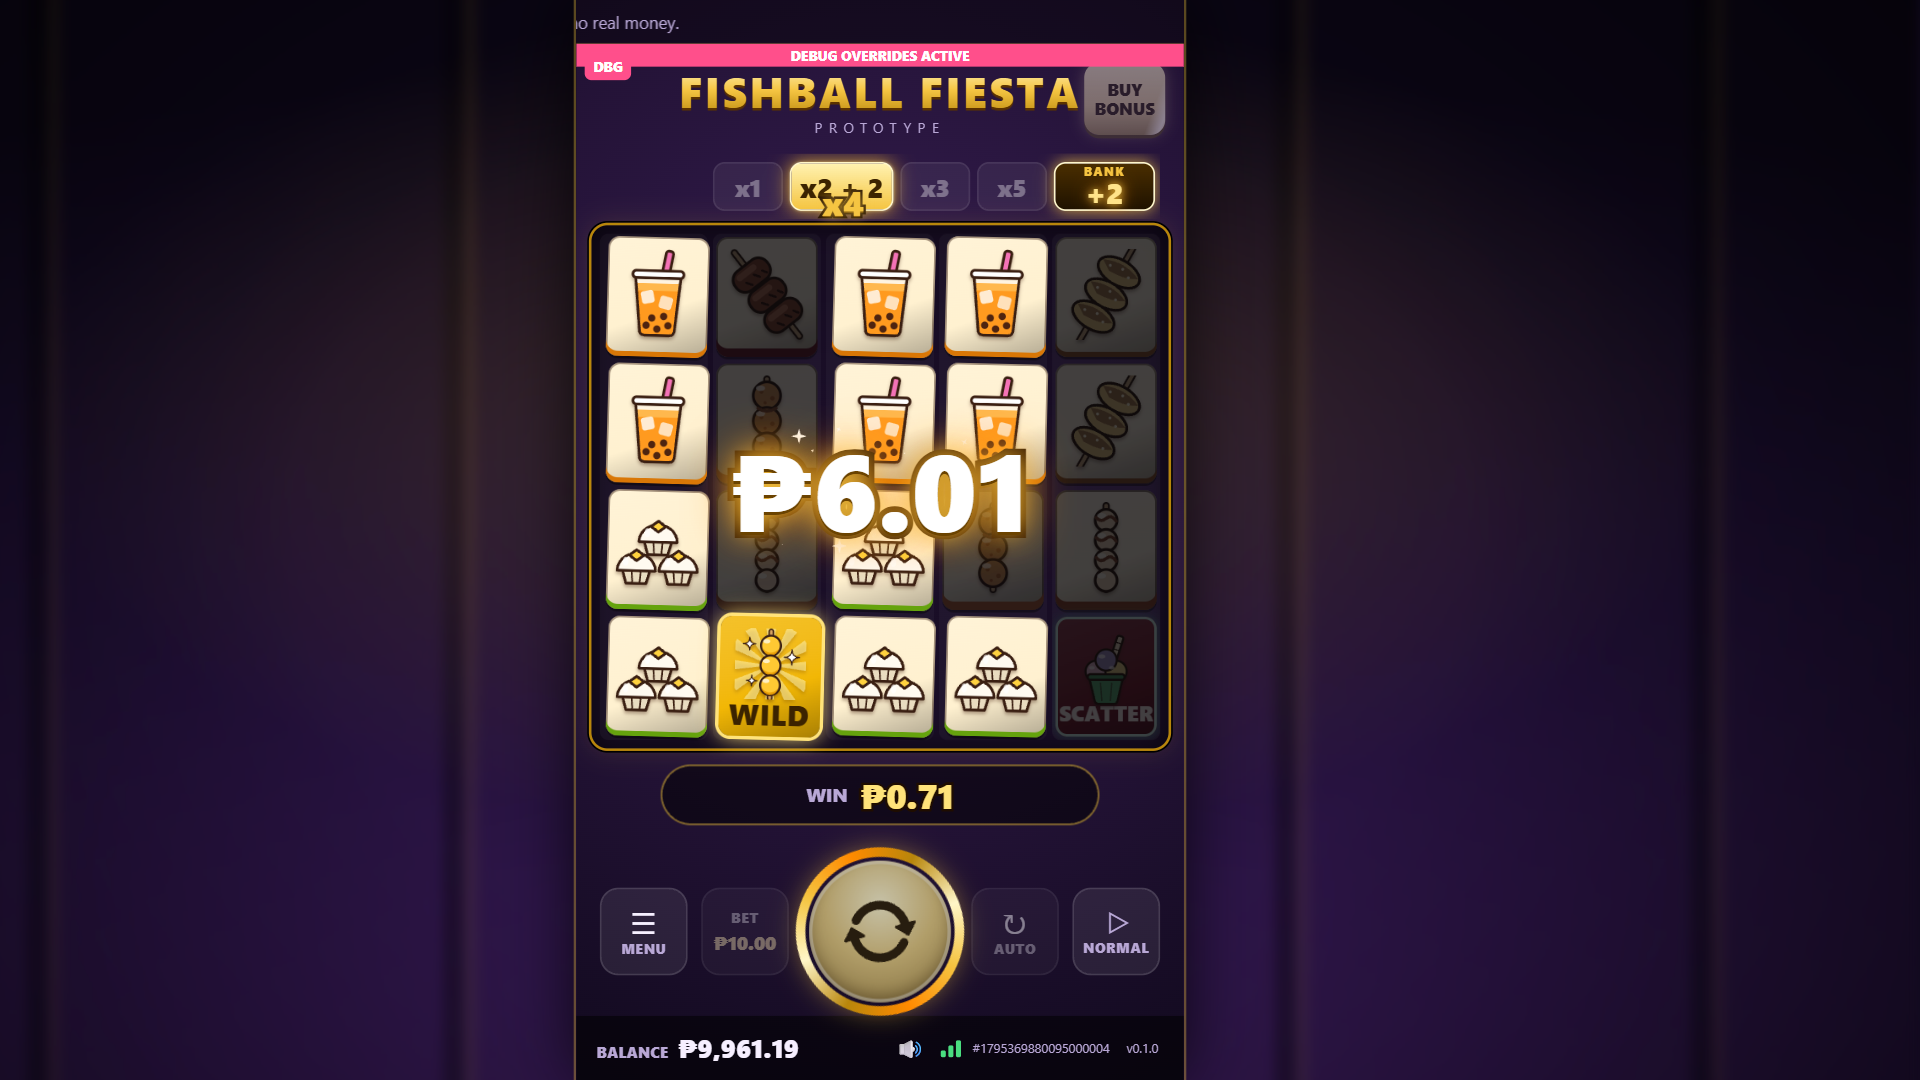 no real money.
DEBUG OVERRIDES ACTIVE
DBG
FISHBALL FIESTA
PROTOTYPE
BUY
BONUS
x1
x2 + 2
x4
x3
x5
BANK
+2
₱6.01
WILD
SCATTER
WIN ₱0.71
MENU
BET
₱10.00
AUTO
NORMAL
BALANCE ₱9,961.19
#1795369880095000004 v0.1.0